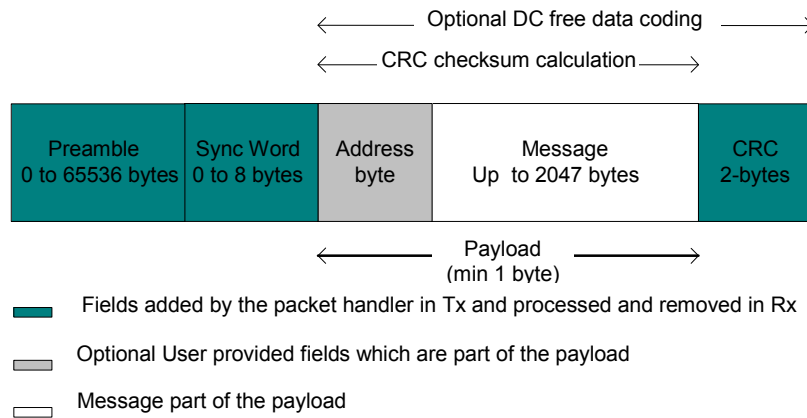 Optional DC free data coding
CRC checksum calculation
Preamble
0 to 65536 bytes
Sync Word
0 to 8 bytes
Address
byte
Message
Up to 2047 bytes
CRC
2-bytes
Payload
(min 1 byte)
Fields added by the packet handler in Tx and processed and removed in Rx
Optional User provided fields which are part of the payload
Message part of the payload